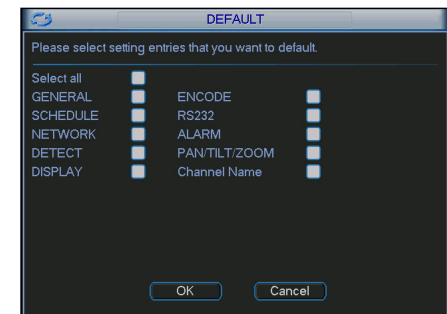 DEFAULT
Please select setting entries that you want to default.
Select all
GENERAL ENCODE
SCHEDULE RS232
NETWORK ALARM
DETECT PAN/TILT/ZOOM
DISPLAY Channel Name
OK Cancel